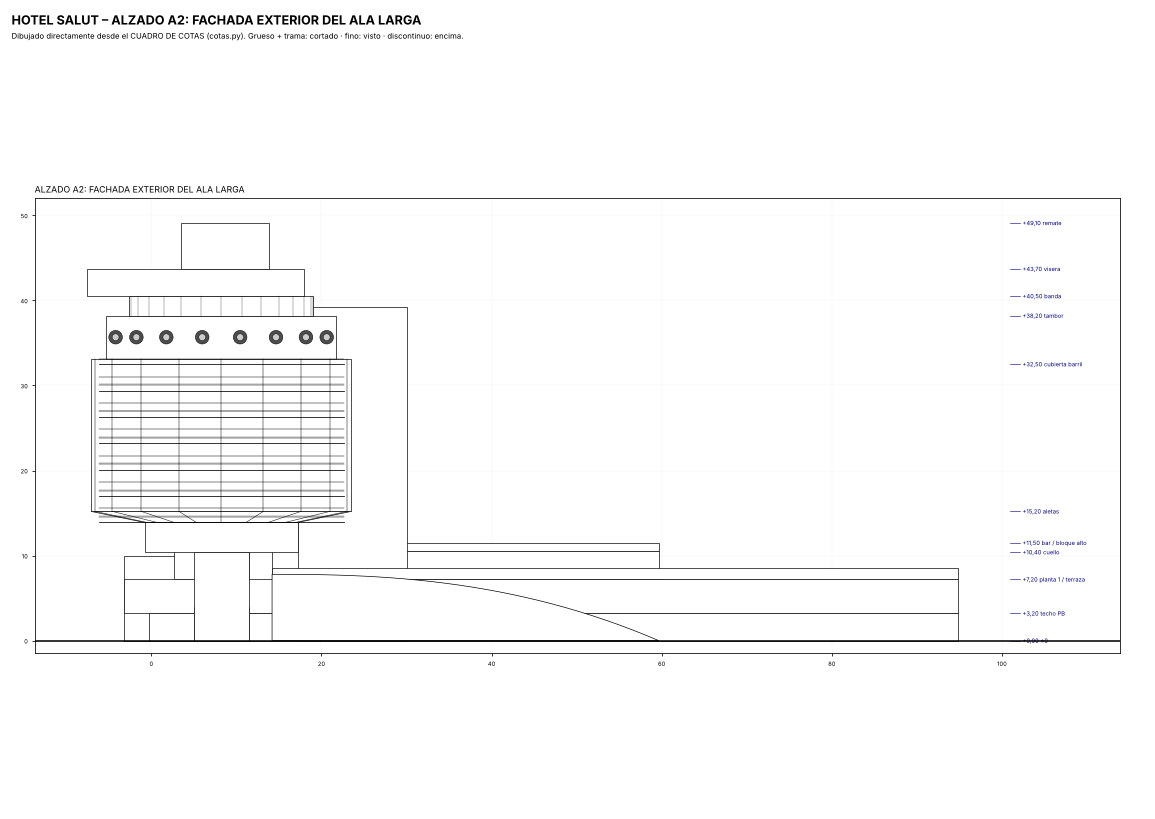 HOTEL SALUT – ALZADO A2: FACHADA EXTERIOR DEL ALA LARGA
Dibujado directamente desde el CUADRO DE COTAS (cotas.py). Grueso + trama: cortado · fino: visto · discontinuo: encima.
ALZADO A2: FACHADA EXTERIOR DEL ALA LARGA
50
+49,10 remate
+43,70 visera
40
+40,50 banda
+38,20 tambor
+32,50 cubierta barril
30
20
+15,20 aletas
+11,50 bar / bloque alto
10
+10,40 cuello
+7,20 planta 1 / terraza
+3,20 techo PB
0
+0,00 ±0
0
20
40
60
80
100